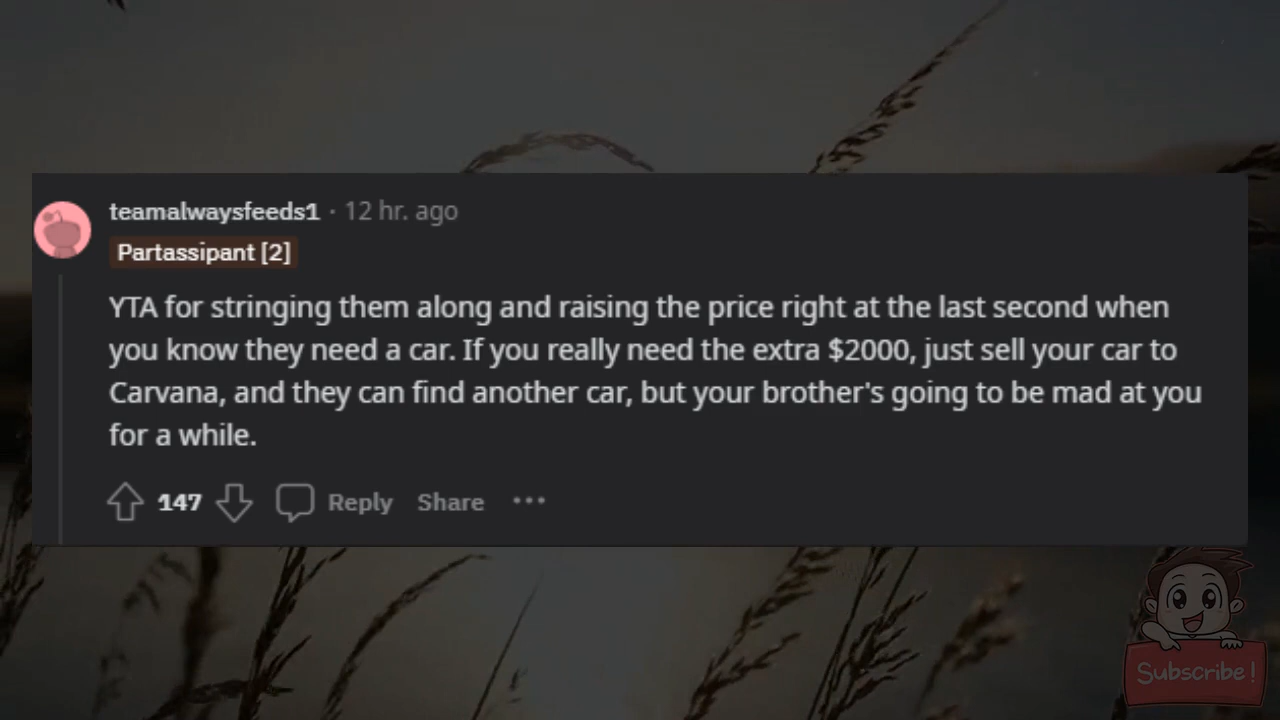 teamalwaysfeeds1 · 12 hr. ago
Partassipant [2]
YTA for stringing them along and raising the price right at the last second when
you know they need a car. If you really need the extra $2000, just sell your car to
Carvana, and they can find another car, but your brother's going to be mad at you
for a while.
147 Reply Share ···
Subscribe!